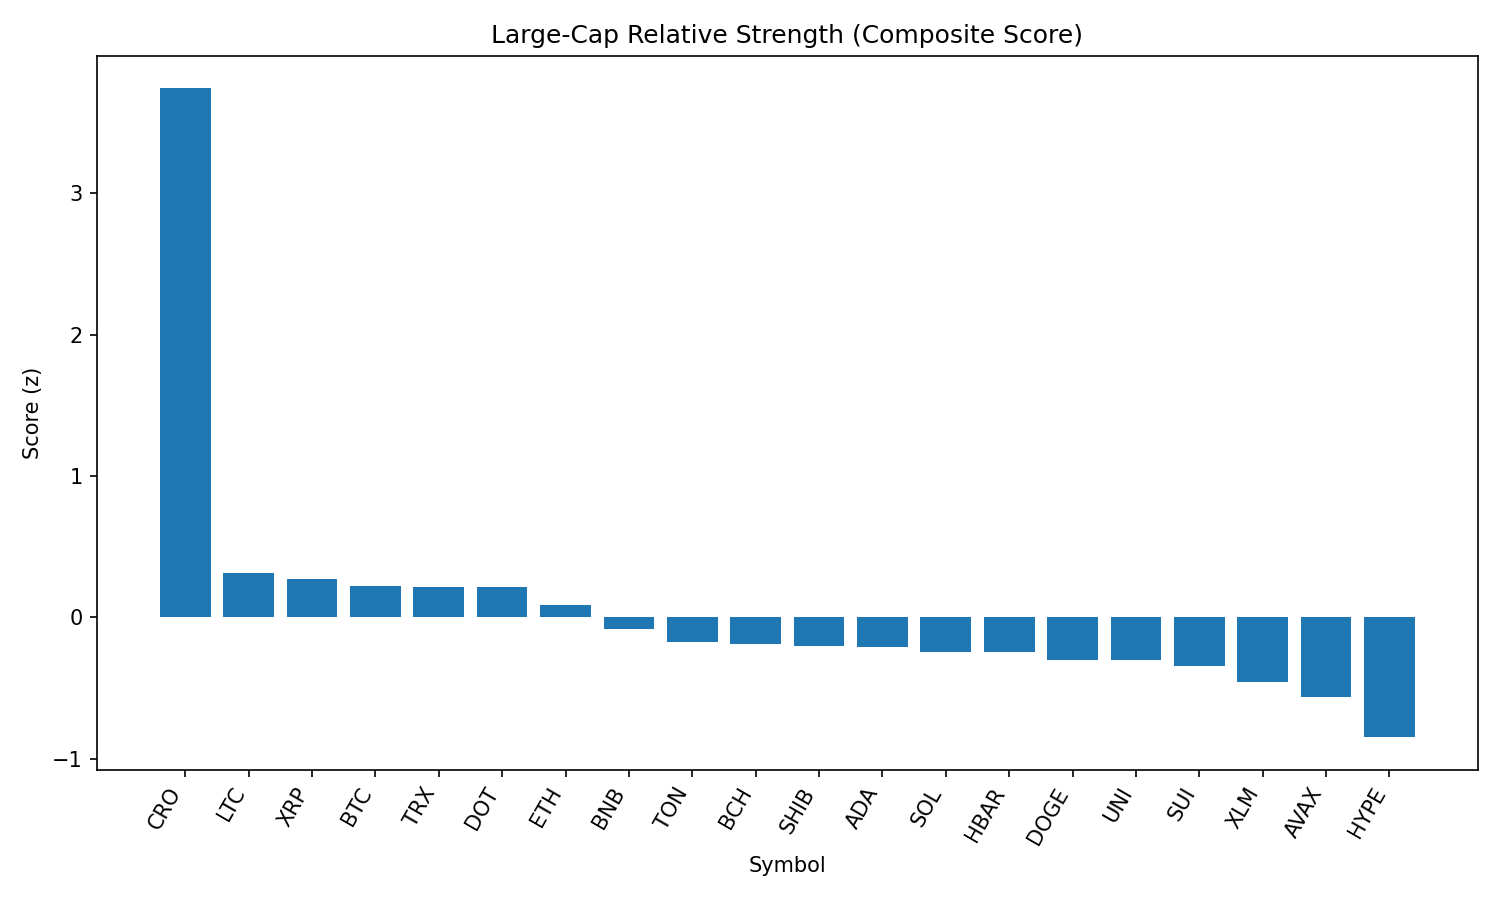 Large-Cap Relative Strength (Composite Score)
Score (z)
3
2
1
0
−1
CRO
LTC
XRP
BTC
TRX
DOT
ETH
BNB
TON
BCH
SHIB
ADA
SOL
HBAR
DOGE
UNI
SUI
XLM
AVAX
HYPE
Symbol